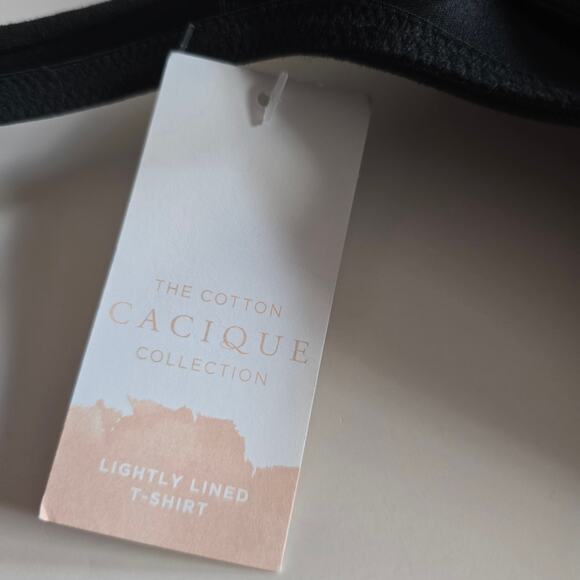 THE COTTON
CACIQUE
COLLECTION
LIGHTLY LINED
T-SHIRT